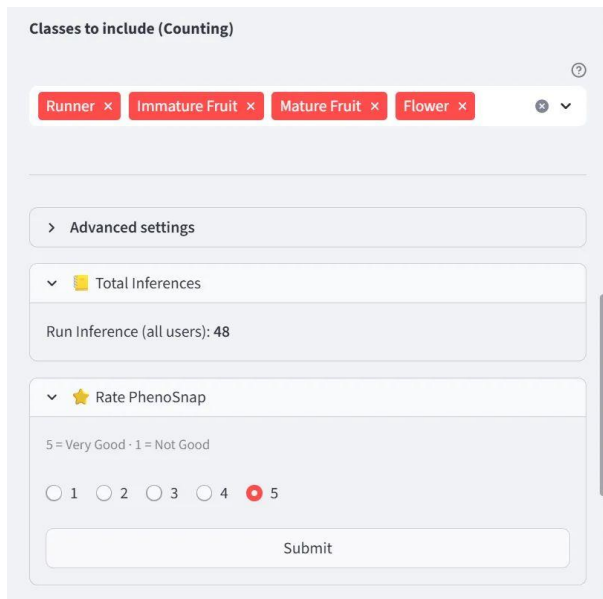 Classes to include (Counting)
Runner × Immature Fruit × Mature Fruit × Flower ×
Advanced settings
Total Inferences
Run Inference (all users): 48
Rate PhenoSnap
5 = Very Good · 1 = Not Good
1 2 3 4 5
Submit